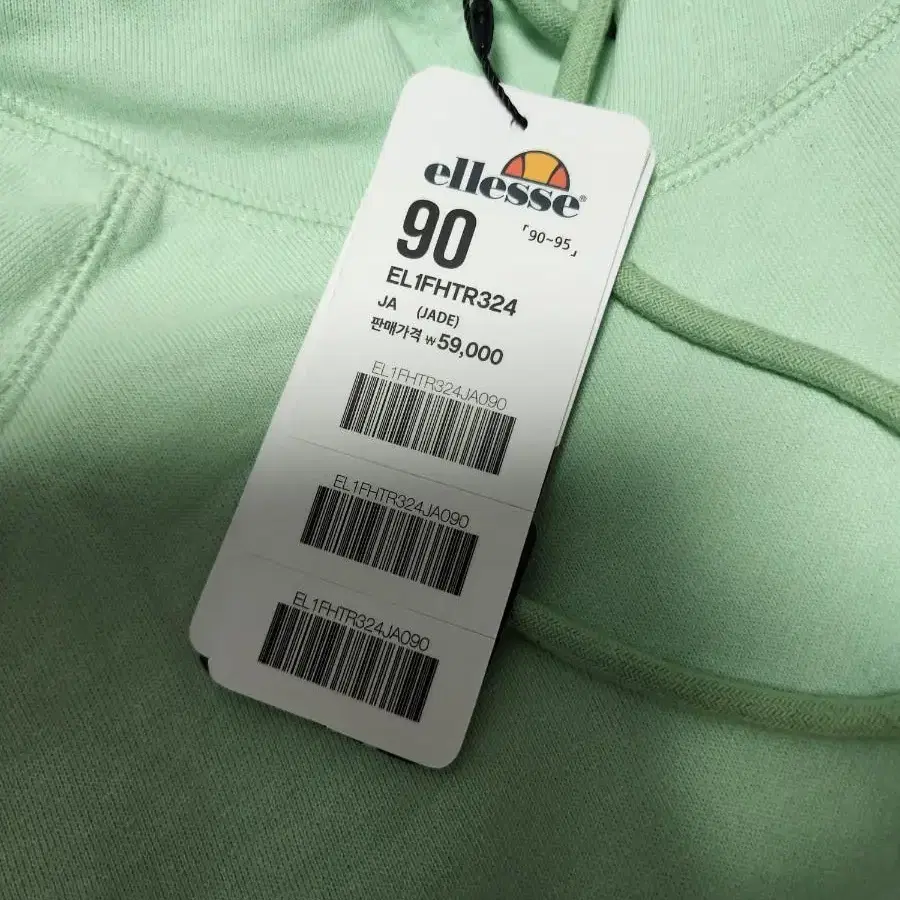 ellesse®
90 「90~95」
EL1FHTR324
JA (JADE)
판매가격 ₩59,000
EL1FHTR324JA090
EL1FHTR324JA090
EL1FHTR324JA090